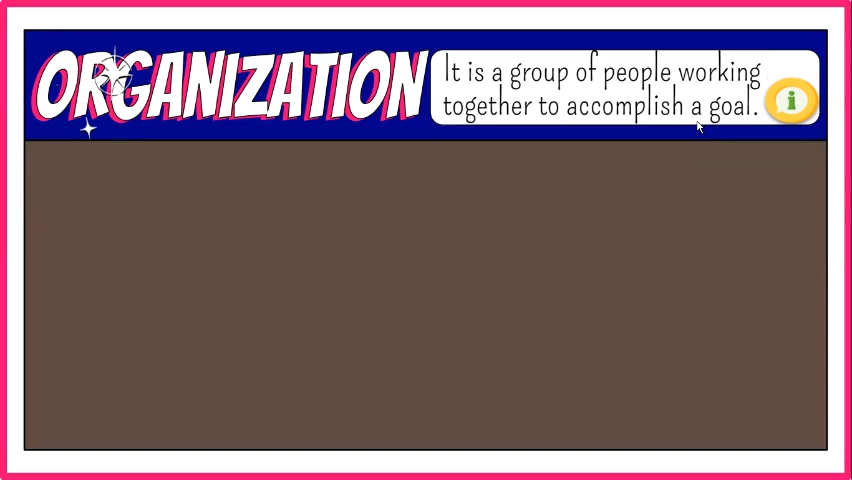 ORGANIZATION
It is a group of people working
together to accomplish a goal.
i